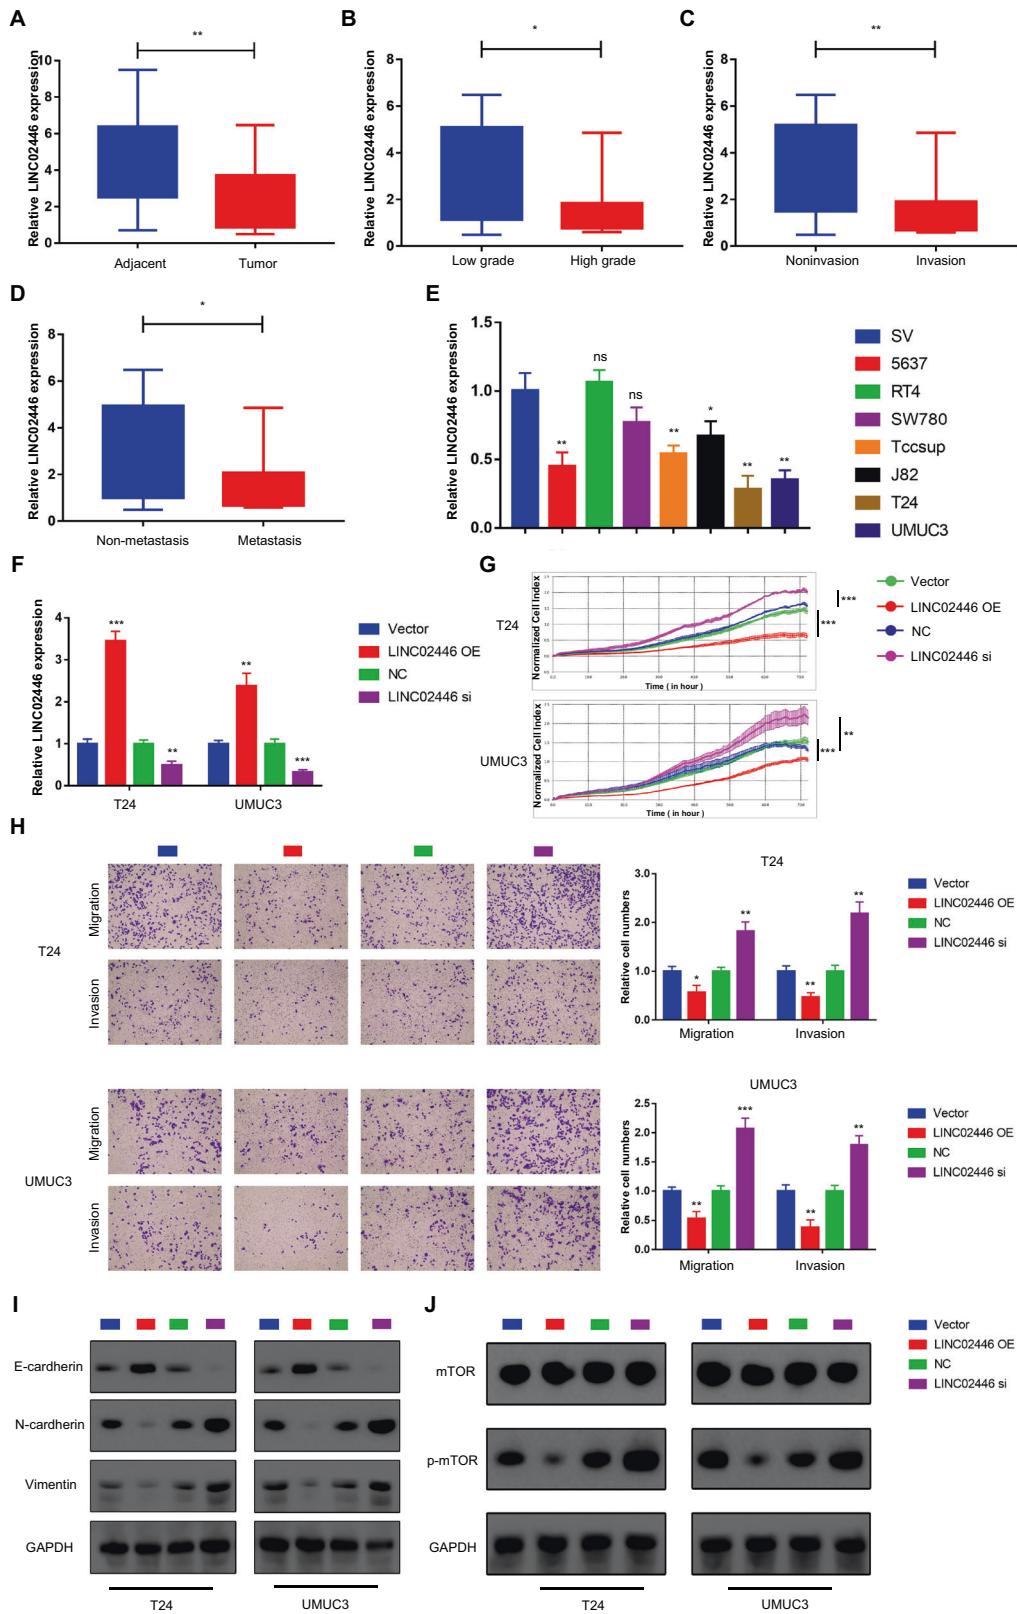 A
B
C
**
*
**
Relative LINC02446 expression
10
8
6
4
2
0
Adjacent
Tumor
Relative LINC02446 expression
8
6
4
2
0
Low grade
High grade
Relative LINC02446 expression
8
6
4
2
0
Noninvasion
Invasion
D
*
Relative LINC02446 expression
8
6
4
2
0
Non-metastasis
Metastasis
E
Relative LINC02446 expression
1.5
1.0
0.5
0.0
**
ns
ns
**
*
**
**
SV
5637
RT4
SW780
Tccsup
J82
T24
UMUC3
F
Relative LINC02446 expression
4
3
2
1
0
***
**
**
***
T24
UMUC3
Vector
LINC02446 OE
NC
LINC02446 si
G
T24
Normalized Cell Index
Time ( in hour )
***
***
UMUC3
Normalized Cell Index
Time ( in hour )
***
**
Vector
LINC02446 OE
NC
LINC02446 si
H
T24
Migration
Invasion
T24
Relative cell numbers
3.0
2.0
1.0
0.0
*
**
**
**
Migration
Invasion
Vector
LINC02446 OE
NC
LINC02446 si
UMUC3
Migration
Invasion
UMUC3
Relative cell numbers
2.5
2.0
1.5
1.0
0.5
0.0
**
***
**
**
Migration
Invasion
Vector
LINC02446 OE
NC
LINC02446 si
I
E-cardherin
N-cardherin
Vimentin
GAPDH
T24
UMUC3
J
mTOR
p-mTOR
GAPDH
T24
UMUC3
Vector
LINC02446 OE
NC
LINC02446 si